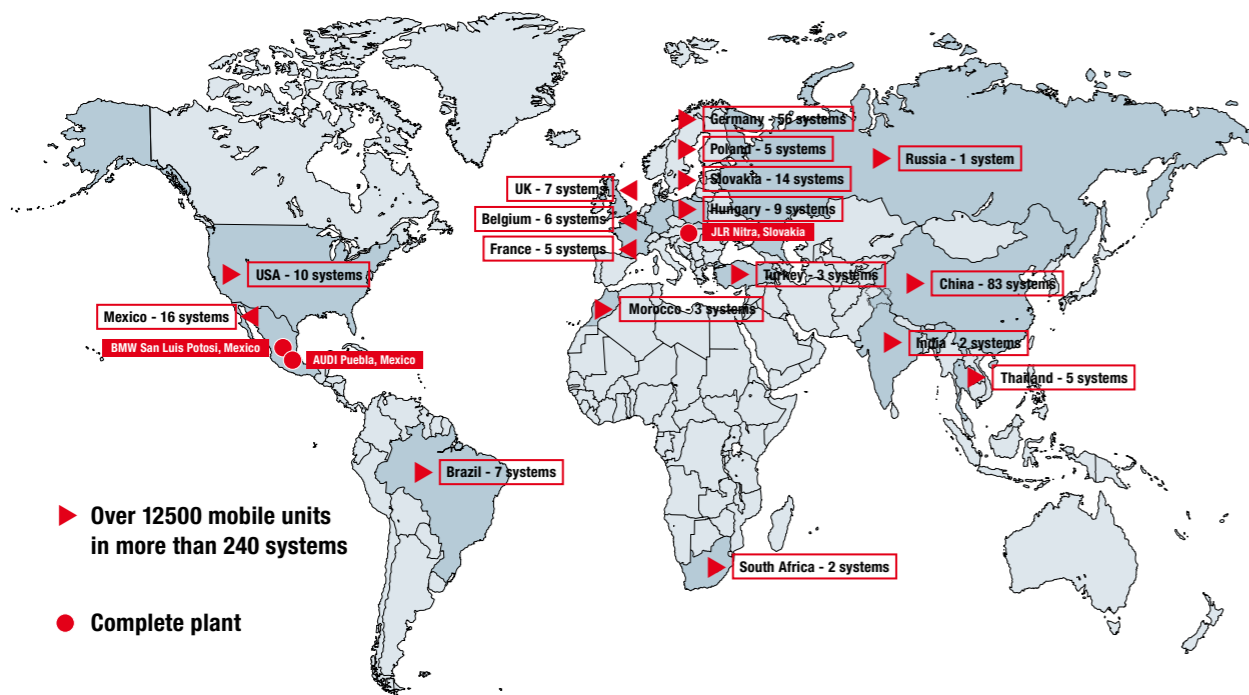 Germany - 56 systems
Poland - 5 systems
Russia - 1 system
Slovakia - 14 systems
UK - 7 systems
Hungary - 9 systems
Belgium - 6 systems
JLR Nitra, Slovakia
France - 5 systems
USA - 10 systems
Turkey - 3 systems
China - 83 systems
Mexico - 16 systems
Morocco - 3 systems
BMW San Luis Potosi, Mexico
AUDI Puebla, Mexico
India - 2 systems
Thailand - 5 systems
Brazil - 7 systems
Over 12500 mobile units
in more than 240 systems
South Africa - 2 systems
Complete plant